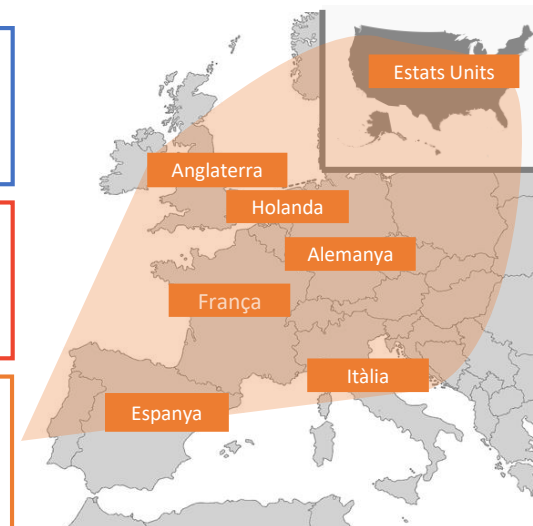 Estats Units
Anglaterra
Holanda
Alemanya
França
Itàlia
Espanya